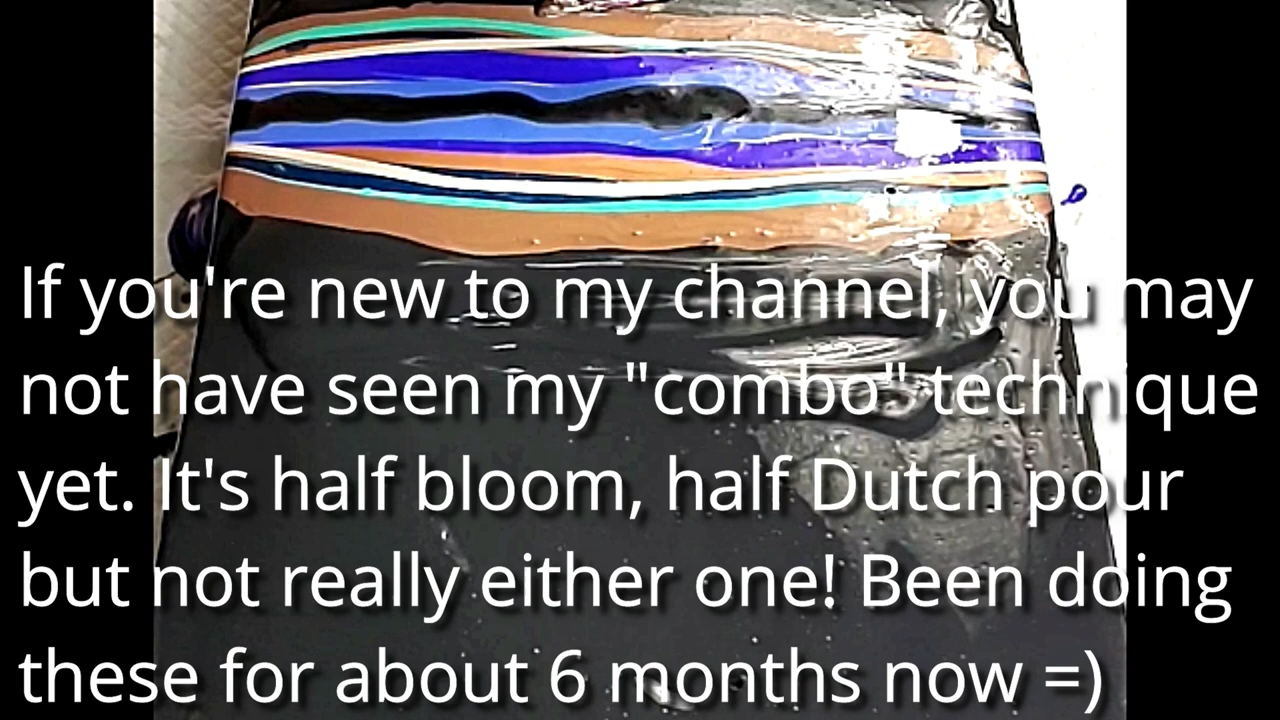 If you're new to my channel, you may
not have seen my "combo" technique
yet. It's half bloom, half Dutch pour
but not really either one! Been doing
these for about 6 months now =)